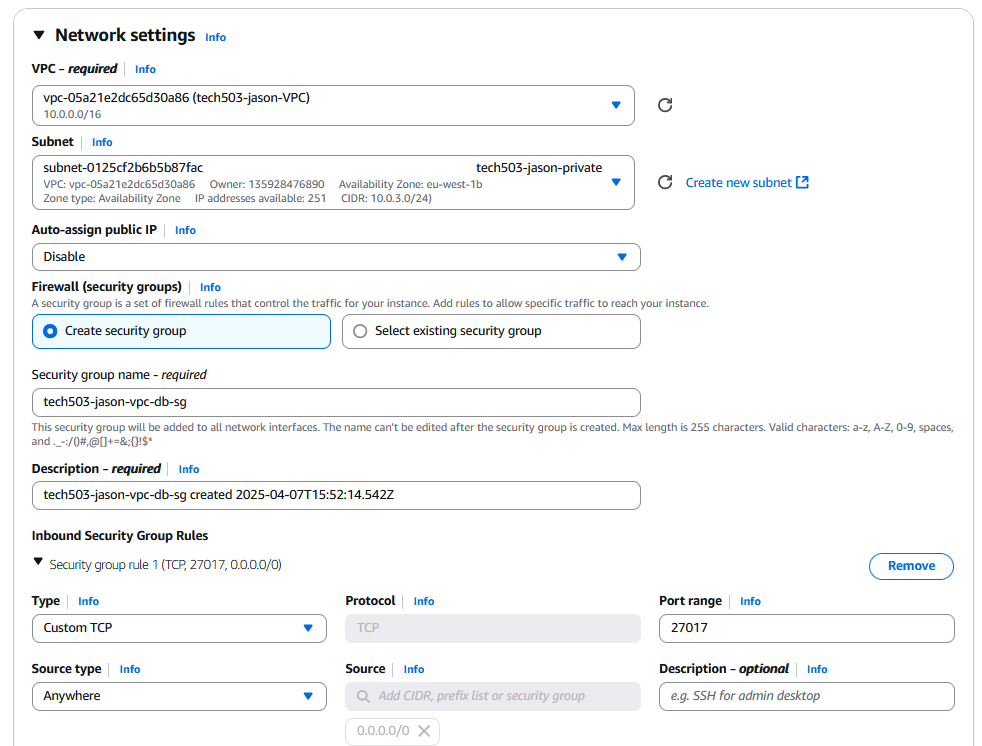 Network settings Info
VPC – required Info
vpc-05a21e2dc65d30a86 (tech503-jason-VPC)
10.0.0.0/16
Subnet Info
subnet-0125cf2b6b5b87fac tech503-jason-private
VPC: vpc-05a21e2dc65d30a86 Owner: 135928476890 Availability Zone: eu-west-1b
Zone type: Availability Zone IP addresses available: 251 CIDR: 10.0.3.0/24)
Create new subnet
Auto-assign public IP Info
Disable
Firewall (security groups) Info
A security group is a set of firewall rules that control the traffic for your instance. Add rules to allow specific traffic to reach your instance.
Create security group Select existing security group
Security group name - required
tech503-jason-vpc-db-sg
This security group will be added to all network interfaces. The name can't be edited after the security group is created. Max length is 255 characters. Valid characters: a-z, A-Z, 0-9, spaces,
and ._-:/()#,@[]+=&;{}!$*
Description – required Info
tech503-jason-vpc-db-sg created 2025-04-07T15:52:14.542Z
Inbound Security Group Rules
Security group rule 1 (TCP, 27017, 0.0.0.0/0) Remove
Type Info Protocol Info Port range Info
Custom TCP TCP 27017
Source type Info Source Info Description – optional Info
Anywhere Add CIDR, prefix list or security group e.g. SSH for admin desktop
0.0.0.0/0